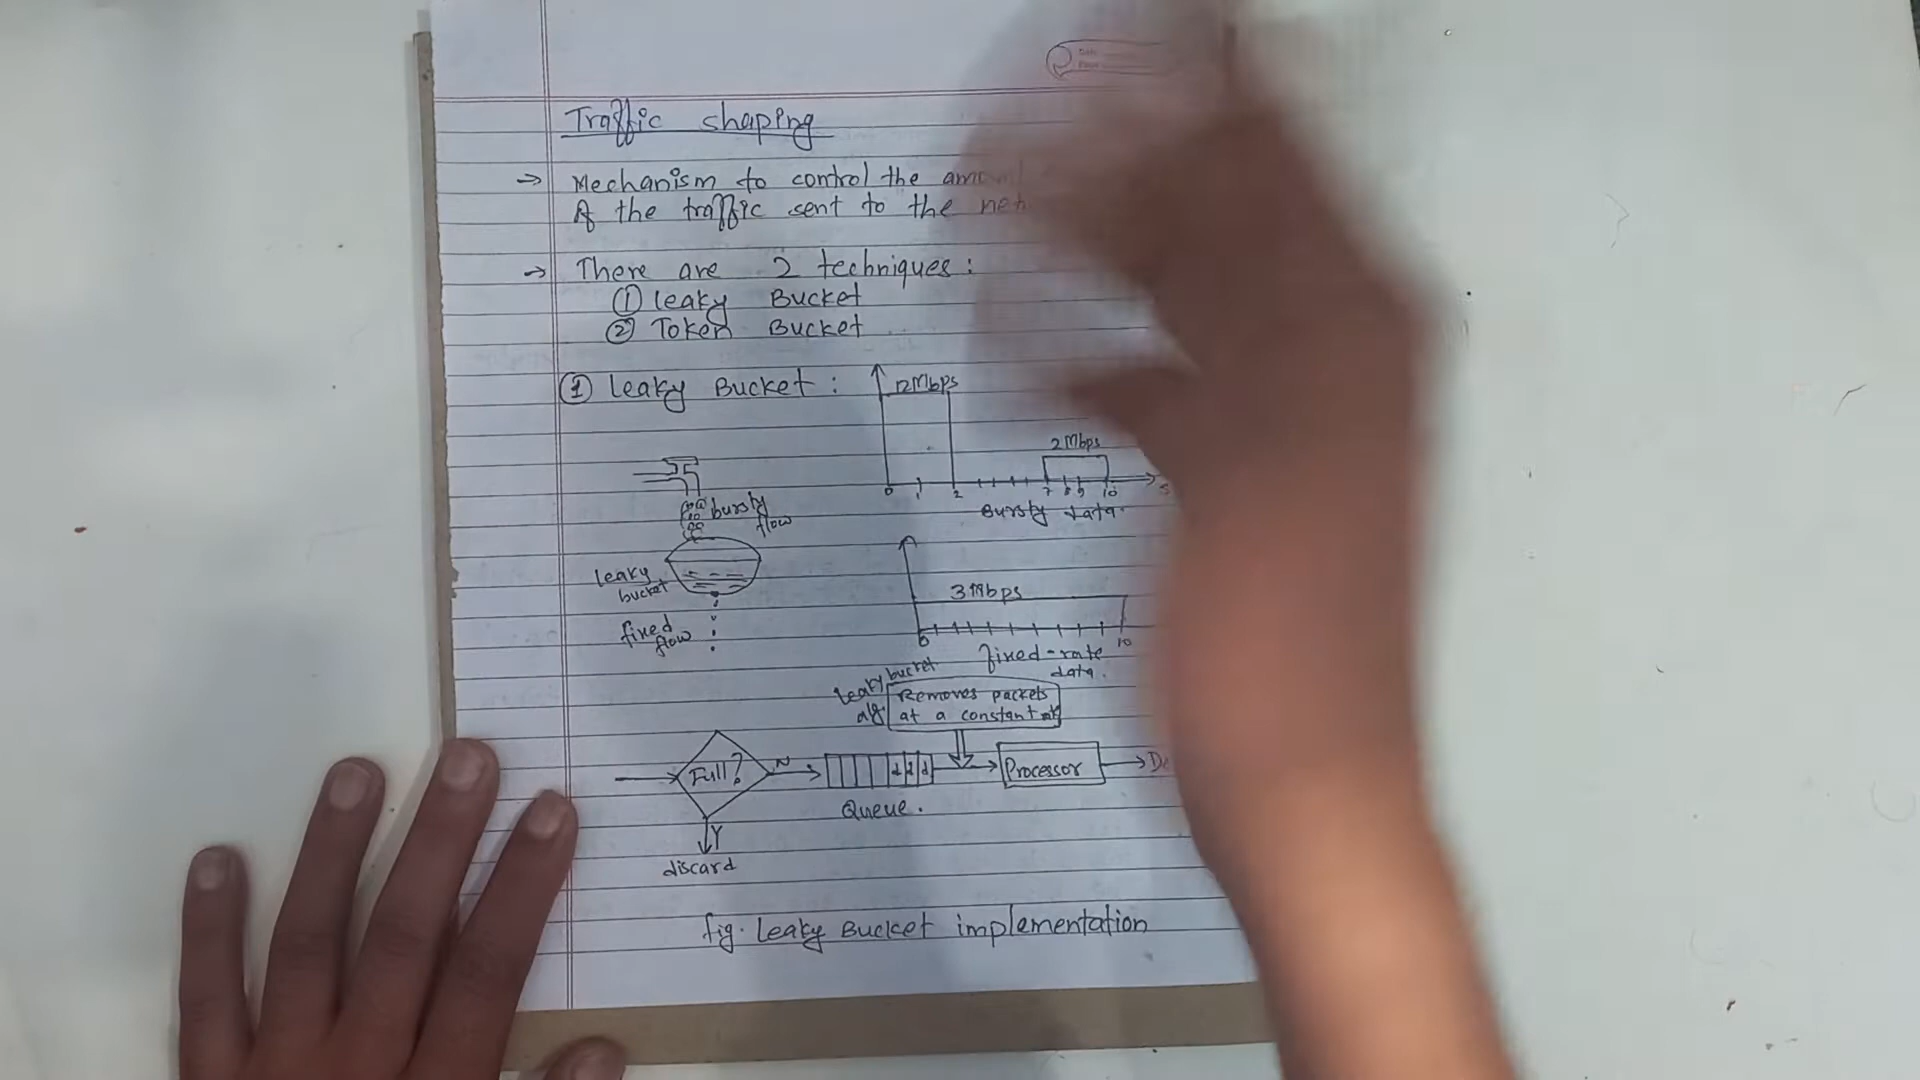 Traffic shaping
→ Mechanism to control the
of the traffic sent to the
→ There are 2 techniques:
① Leaky Bucket
② Token Bucket
① Leaky Bucket:
12Mbps
2Mbps
0 1 2 7 8 9 10 s
Bursty data.
bursty
flow
leaky
bucket
fixed
flow
3Mbps
0 10
fixed-rate
data.
leaky bucket
alg.
Removes packets
at a constant
Full?
N
Processor
Queue.
Y
discard
fig. Leaky Bucket implementation